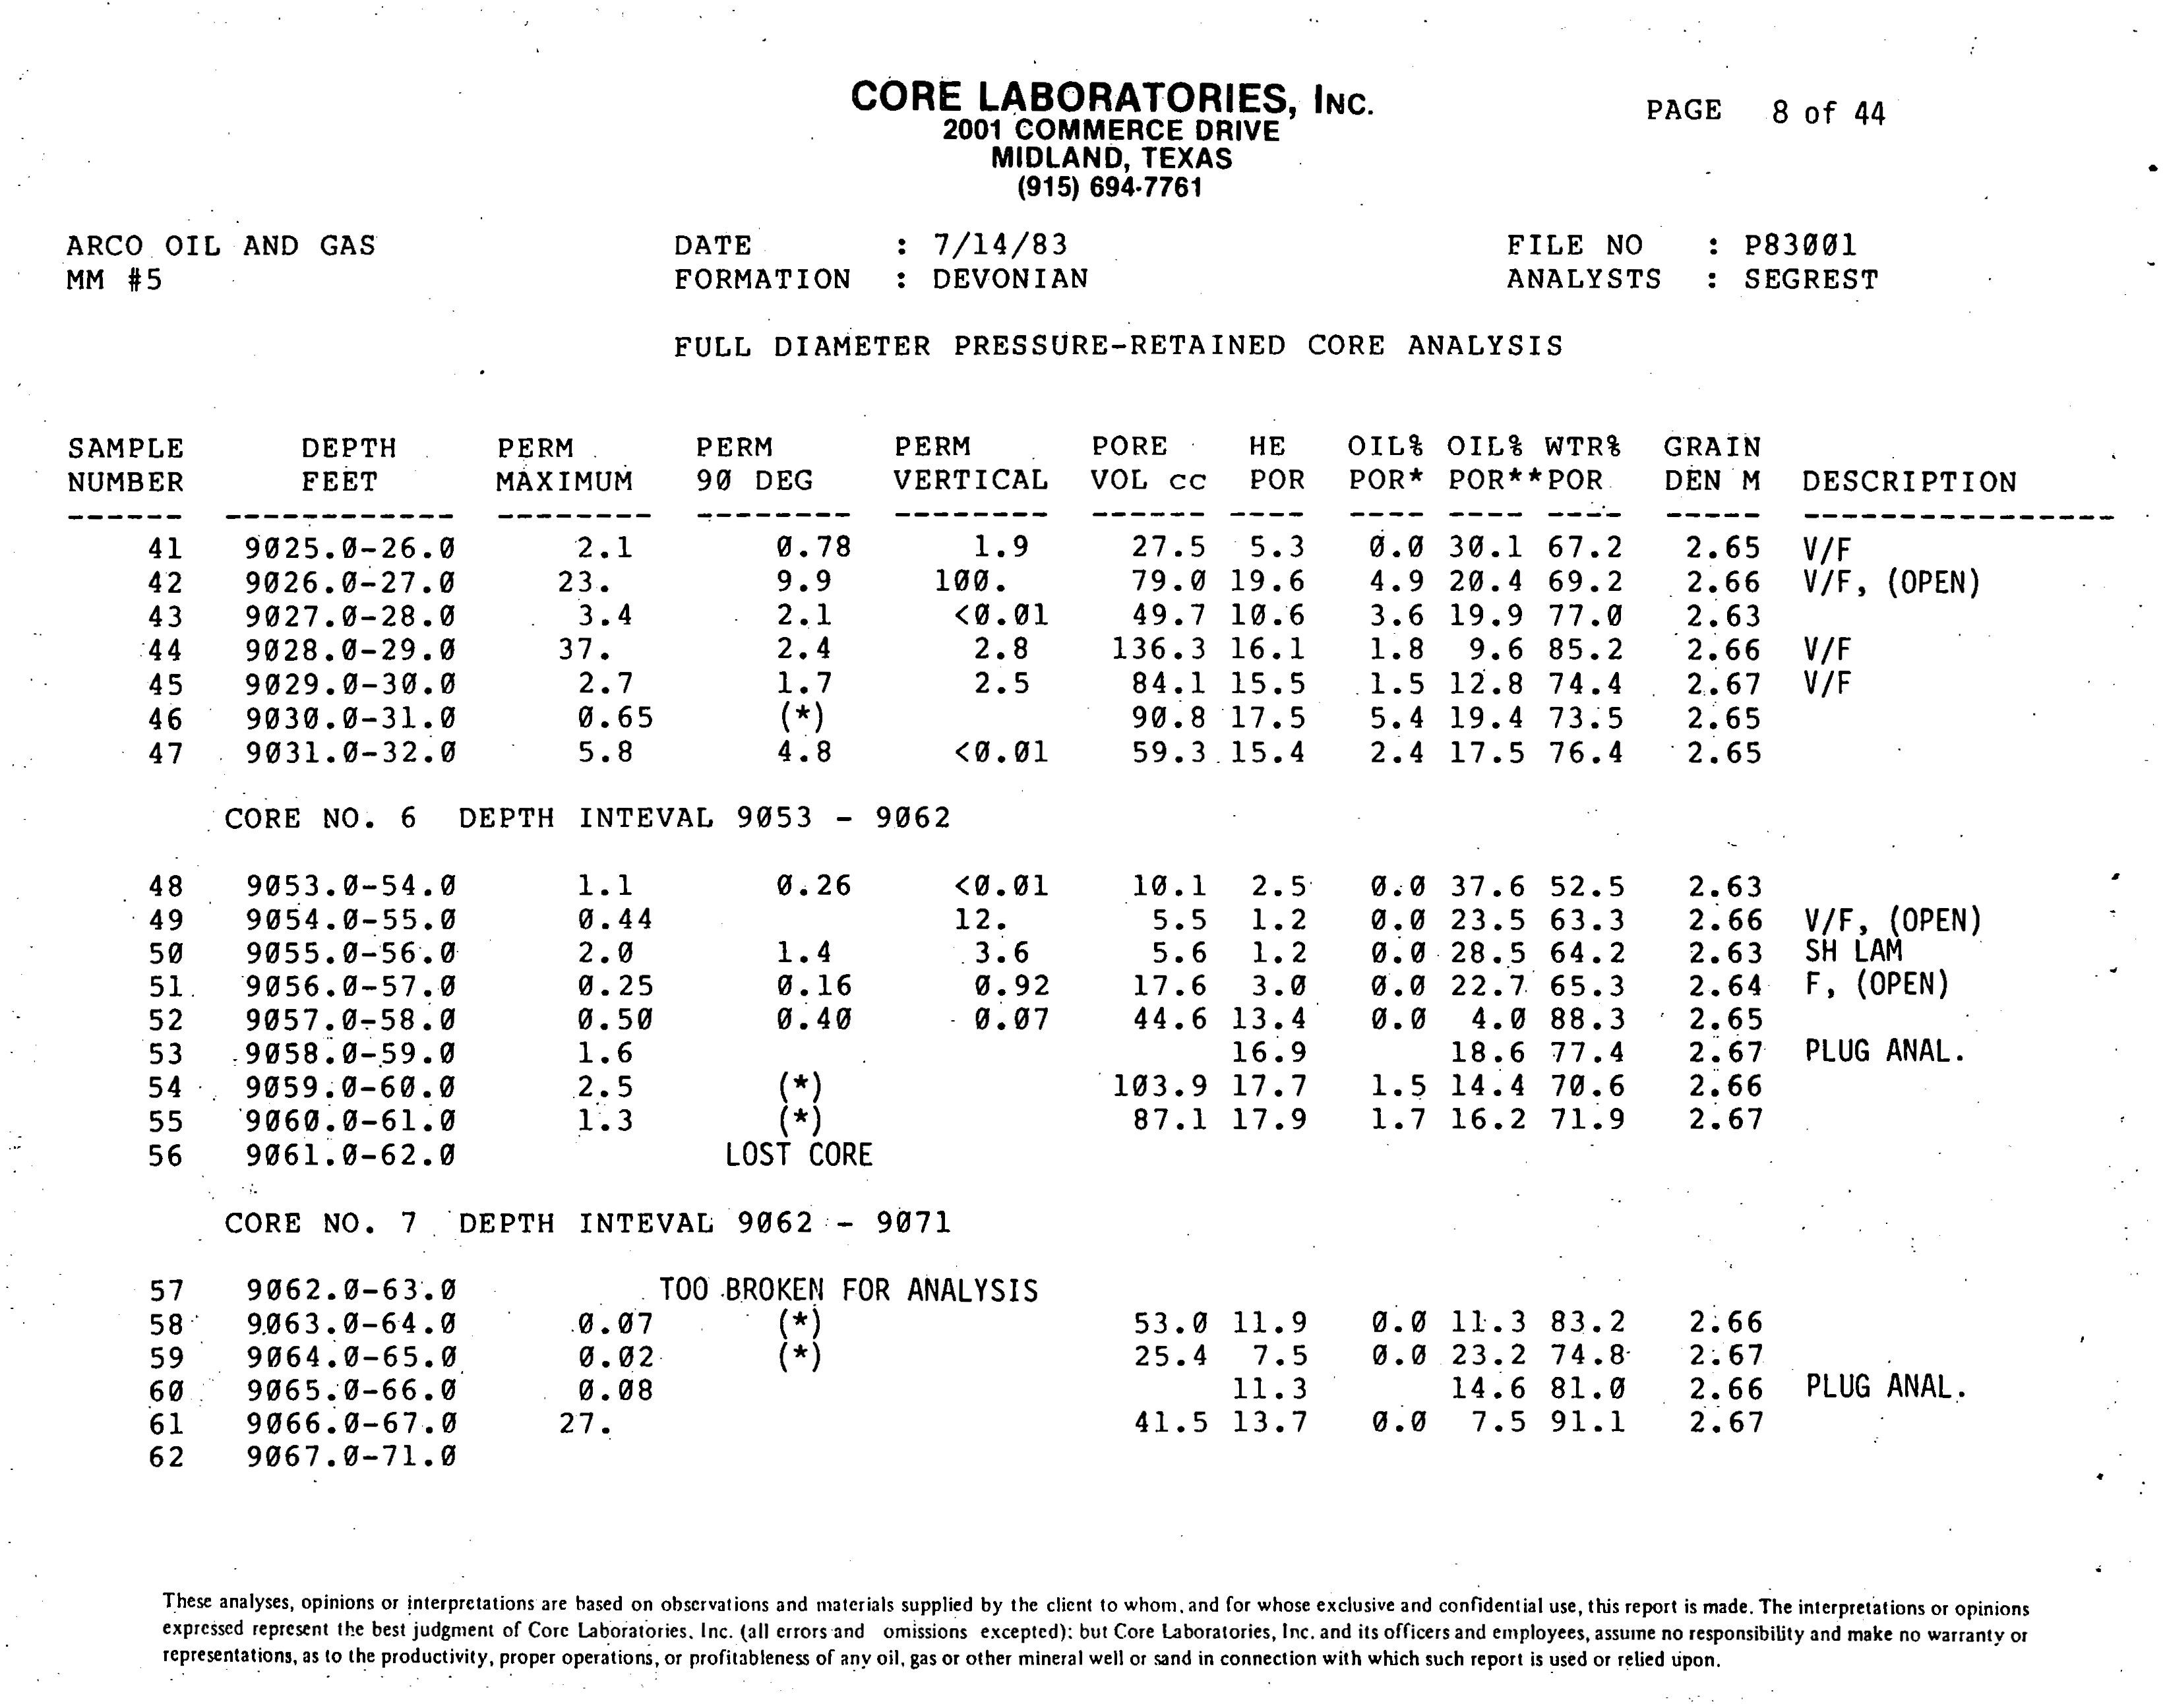 CORE LABORATORIES, INC.
PAGE 8 of 44
2001 COMMERCE DRIVE
MIDLAND, TEXAS
(915) 694-7761
ARCO OIL AND GAS DATE : 7/14/83 FILE NO : P83001
MM #5 FORMATION : DEVONIAN ANALYSTS : SEGREST
FULL DIAMETER PRESSURE-RETAINED CORE ANALYSIS
SAMPLE DEPTH PERM PERM PERM PORE HE OIL% OIL% WTR% GRAIN
NUMBER FEET MAXIMUM 90 DEG VERTICAL VOL cc POR POR* POR** POR DEN M DESCRIPTION
41 9025.0-26.0 2.1 0.78 1.9 27.5 5.3 0.0 30.1 67.2 2.65 V/F
42 9026.0-27.0 23. 9.9 100. 79.0 19.6 4.9 20.4 69.2 2.66 V/F, (OPEN)
43 9027.0-28.0 3.4 2.1 <0.01 49.7 10.6 3.6 19.9 77.0 2.63
44 9028.0-29.0 37. 2.4 2.8 136.3 16.1 1.8 9.6 85.2 2.66 V/F
45 9029.0-30.0 2.7 1.7 2.5 84.1 15.5 1.5 12.8 74.4 2.67 V/F
46 9030.0-31.0 0.65 (*) 90.8 17.5 5.4 19.4 73.5 2.65
47 9031.0-32.0 5.8 4.8 <0.01 59.3 15.4 2.4 17.5 76.4 2.65
CORE NO. 6 DEPTH INTEVAL 9053 - 9062
48 9053.0-54.0 1.1 0.26 <0.01 10.1 2.5 0.0 37.6 52.5 2.63
49 9054.0-55.0 0.44 12. 5.5 1.2 0.0 23.5 63.3 2.66 V/F, (OPEN)
50 9055.0-56.0 2.0 1.4 3.6 5.6 1.2 0.0 28.5 64.2 2.63 SH LAM
51 9056.0-57.0 0.25 0.16 0.92 17.6 3.0 0.0 22.7 65.3 2.64 F, (OPEN)
52 9057.0-58.0 0.50 0.40 0.07 44.6 13.4 0.0 4.0 88.3 2.65
53 9058.0-59.0 1.6 16.9 18.6 77.4 2.67 PLUG ANAL.
54 9059.0-60.0 2.5 (*) 103.9 17.7 1.5 14.4 70.6 2.66
55 9060.0-61.0 1.3 (*) 87.1 17.9 1.7 16.2 71.9 2.67
56 9061.0-62.0 LOST CORE
CORE NO. 7 DEPTH INTEVAL 9062 - 9071
57 9062.0-63.0 TOO BROKEN FOR ANALYSIS
58 9063.0-64.0 0.07 (*) 53.0 11.9 0.0 11.3 83.2 2.66
59 9064.0-65.0 0.02 (*) 25.4 7.5 0.0 23.2 74.8 2.67
60 9065.0-66.0 0.08 11.3 14.6 81.0 2.66 PLUG ANAL.
61 9066.0-67.0 27. 41.5 13.7 0.0 7.5 91.1 2.67
62 9067.0-71.0
These analyses, opinions or interpretations are based on observations and materials supplied by the client to whom, and for whose exclusive and confidential use, this report is made. The interpretations or opinions
expressed represent the best judgment of Core Laboratories, Inc. (all errors and omissions excepted); but Core Laboratories, Inc. and its officers and employees, assume no responsibility and make no warranty or
representations, as to the productivity, proper operations, or profitableness of any oil, gas or other mineral well or sand in connection with which such report is used or relied upon.